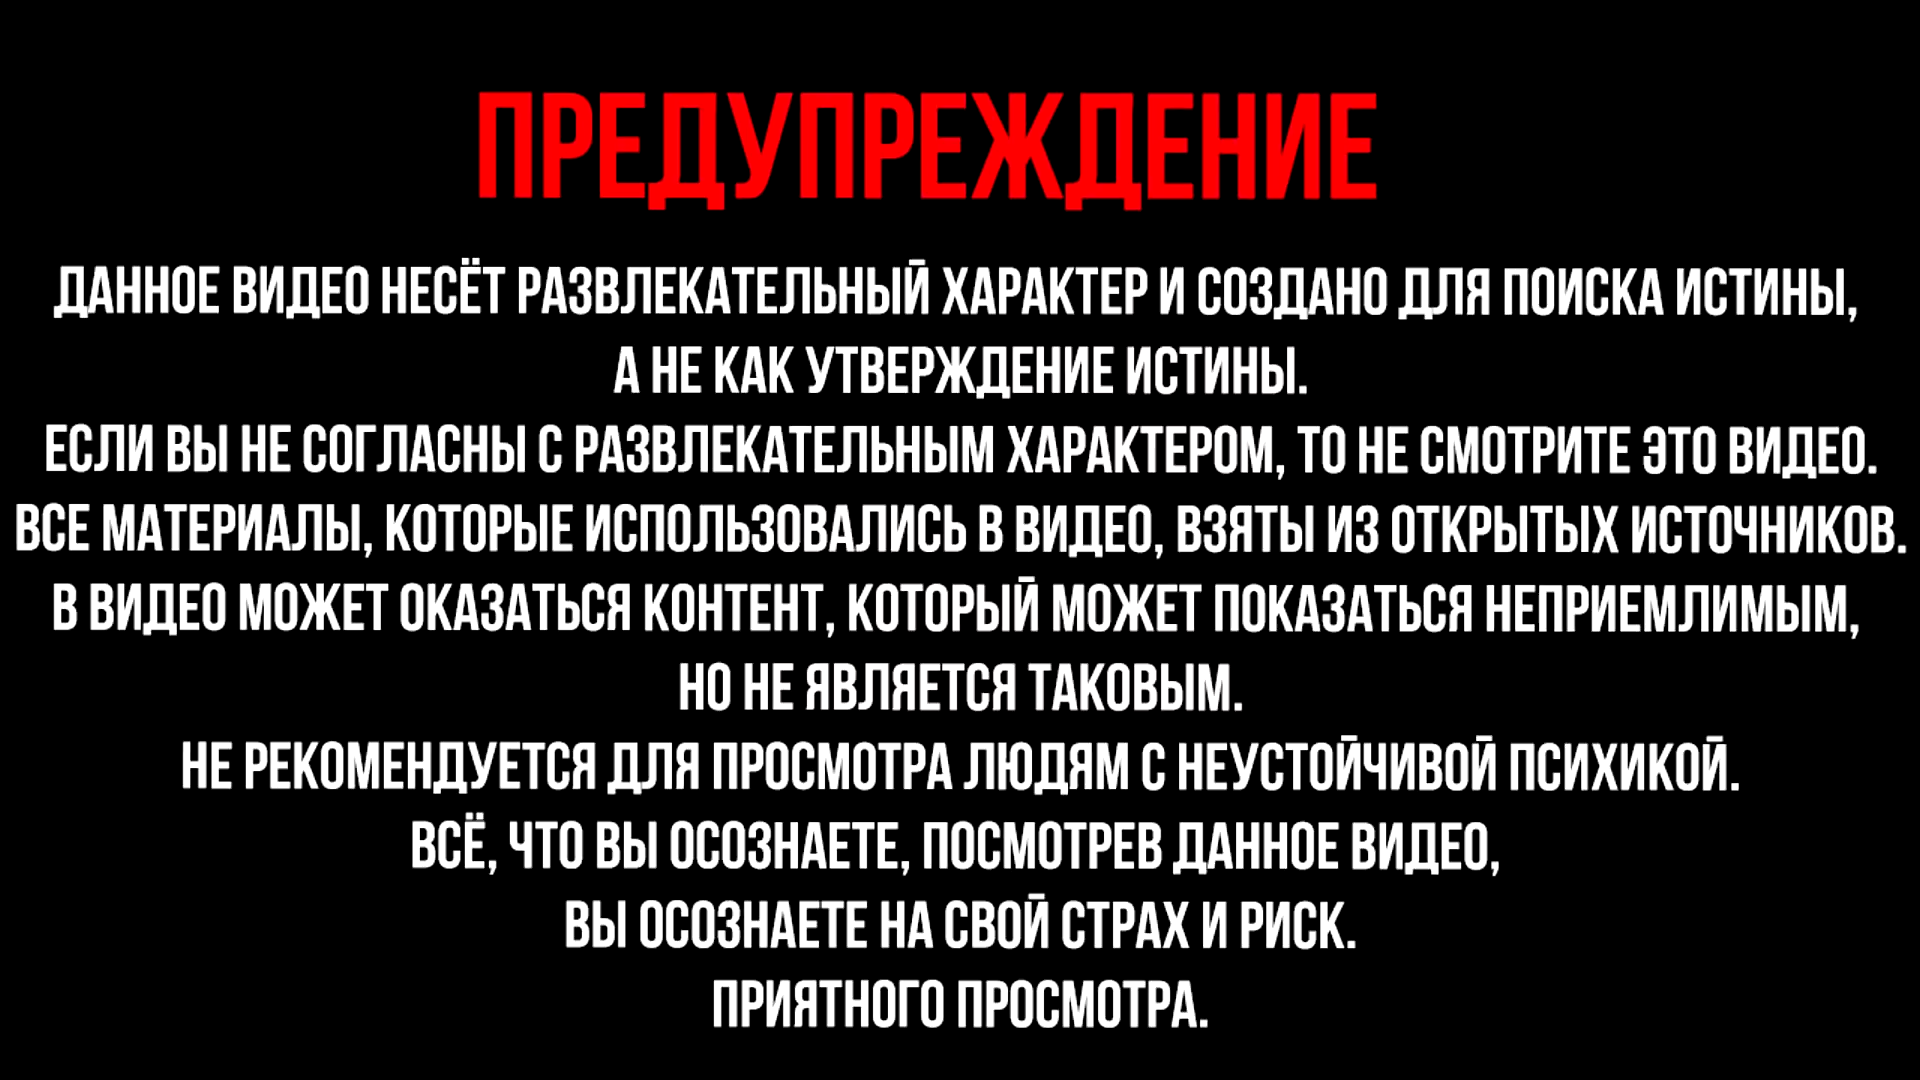 ПРЕДУПРЕЖДЕНИЕ
ДАННОЕ ВИДЕО НЕСЁТ РАЗВЛЕКАТЕЛЬНЫЙ ХАРАКТЕР И СОЗДАНО ДЛЯ ПОИСКА ИСТИНЫ,
А НЕ КАК УТВЕРЖДЕНИЕ ИСТИНЫ.
ЕСЛИ ВЫ НЕ СОГЛАСНЫ С РАЗВЛЕКАТЕЛЬНЫМ ХАРАКТЕРОМ, ТО НЕ СМОТРИТЕ ЭТО ВИДЕО.
ВСЕ МАТЕРИАЛЫ, КОТОРЫЕ ИСПОЛЬЗОВАЛИСЬ В ВИДЕО, ВЗЯТЫ ИЗ ОТКРЫТЫХ ИСТОЧНИКОВ.
В ВИДЕО МОЖЕТ ОКАЗАТЬСЯ КОНТЕНТ, КОТОРЫЙ МОЖЕТ ПОКАЗАТЬСЯ НЕПРИЕМЛИМЫМ,
НО НЕ ЯВЛЯЕТСЯ ТАКОВЫМ.
НЕ РЕКОМЕНДУЕТСЯ ДЛЯ ПРОСМОТРА ЛЮДЯМ С НЕУСТОЙЧИВОЙ ПСИХИКОЙ.
ВСЁ, ЧТО ВЫ ОСОЗНАЕТЕ, ПОСМОТРЕВ ДАННОЕ ВИДЕО,
ВЫ ОСОЗНАЕТЕ НА СВОЙ СТРАХ И РИСК.
ПРИЯТНОГО ПРОСМОТРА.